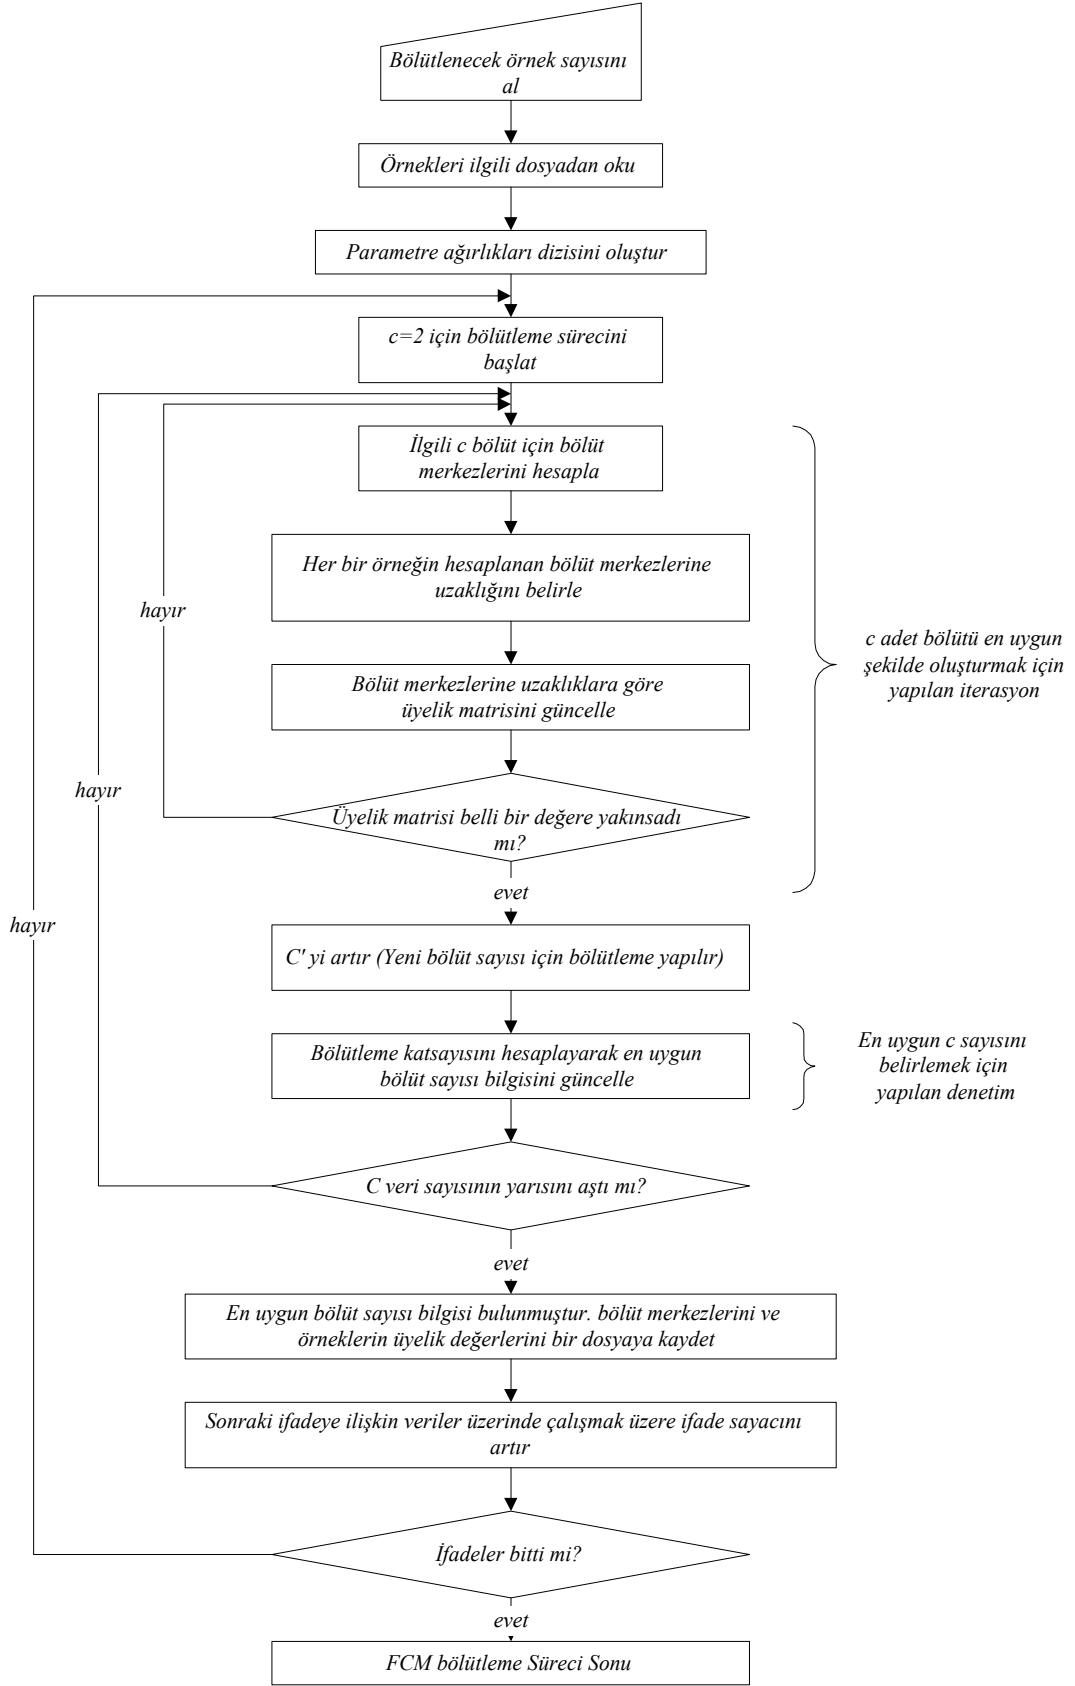 Bölütlenecek örnek sayısını
al
Örnekleri ilgili dosyadan oku
Parametre ağırlıkları dizisini oluştur
c=2 için bölütleme sürecini
başlat
İlgili c bölüt için bölüt
merkezlerini hesapla
Her bir örneğin hesaplanan bölüt merkezlerine
uzaklığını belirle
hayır
c adet bölütü en uygun
şekilde oluşturmak için
yapılan iterasyon
Bölüt merkezlerine uzaklıklara göre
üyelik matrisini güncelle
hayır
Üyelik matrisi belli bir değere yakınsadı
mı?
evet
hayır
C' yi artır (Yeni bölüt sayısı için bölütleme yapılır)
Bölütleme katsayısını hesaplayarak en uygun
bölüt sayısı bilgisini güncelle
En uygun c sayısını
belirlemek için
yapılan denetim
C veri sayısının yarısını aştı mı?
evet
En uygun bölüt sayısı bilgisi bulunmuştur. bölüt merkezlerini ve
örneklerin üyelik değerlerini bir dosyaya kaydet
Sonraki ifadeye ilişkin veriler üzerinde çalışmak üzere ifade sayacını
artır
İfadeler bitti mi?
evet
FCM bölütleme Süreci Sonu